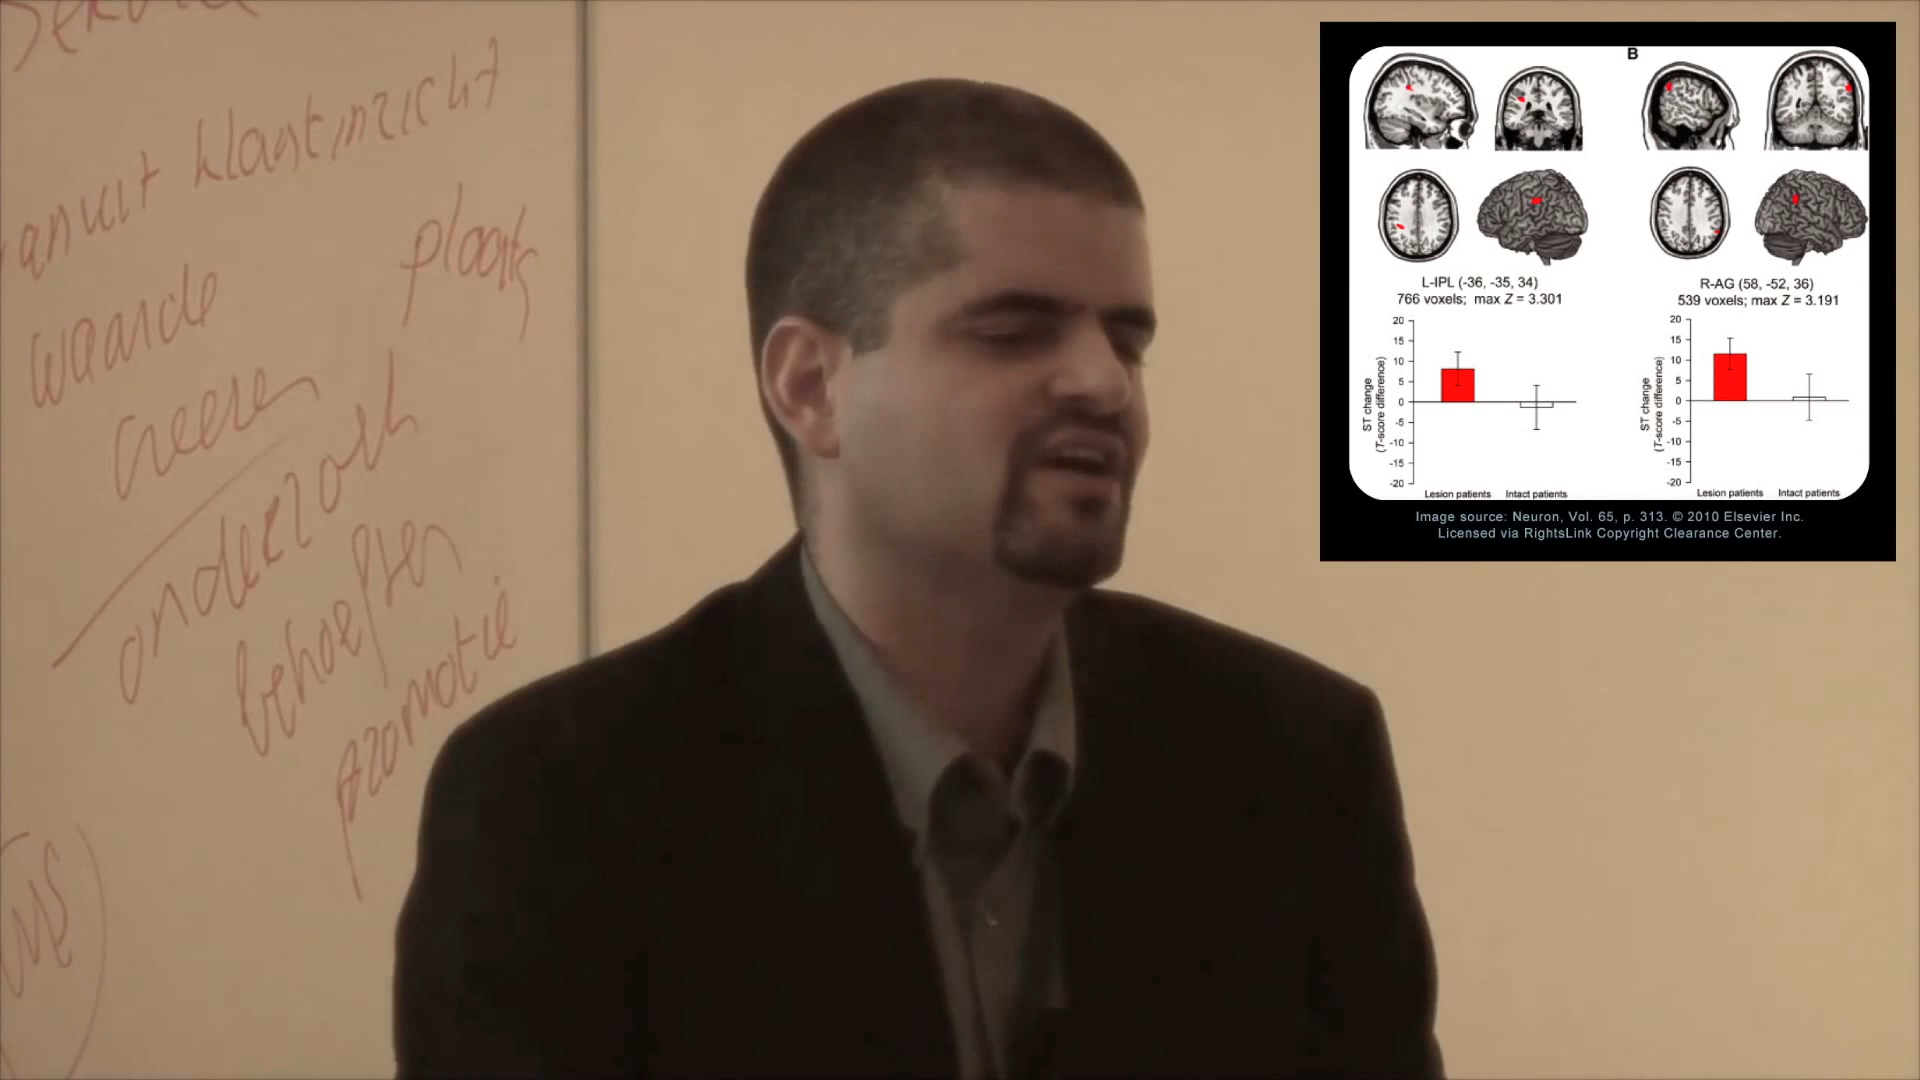 vanuit klantinzicht
waarde
plaats
creëren
onderzoek
behoeften
promotie
B
L-IPL (-36, -35, 34)
766 voxels; max Z = 3.301
R-AG (58, -52, 36)
539 voxels; max Z = 3.191
ST change
(T-score difference)
20
15
10
5
0
-5
-10
-15
-20
Lesion patients Intact patients
ST change
(T-score difference)
20
15
10
5
0
-5
-10
-15
-20
Lesion patients Intact patients
Image source: Neuron, Vol. 65, p. 313. © 2010 Elsevier Inc.
Licensed via RightsLink Copyright Clearance Center.